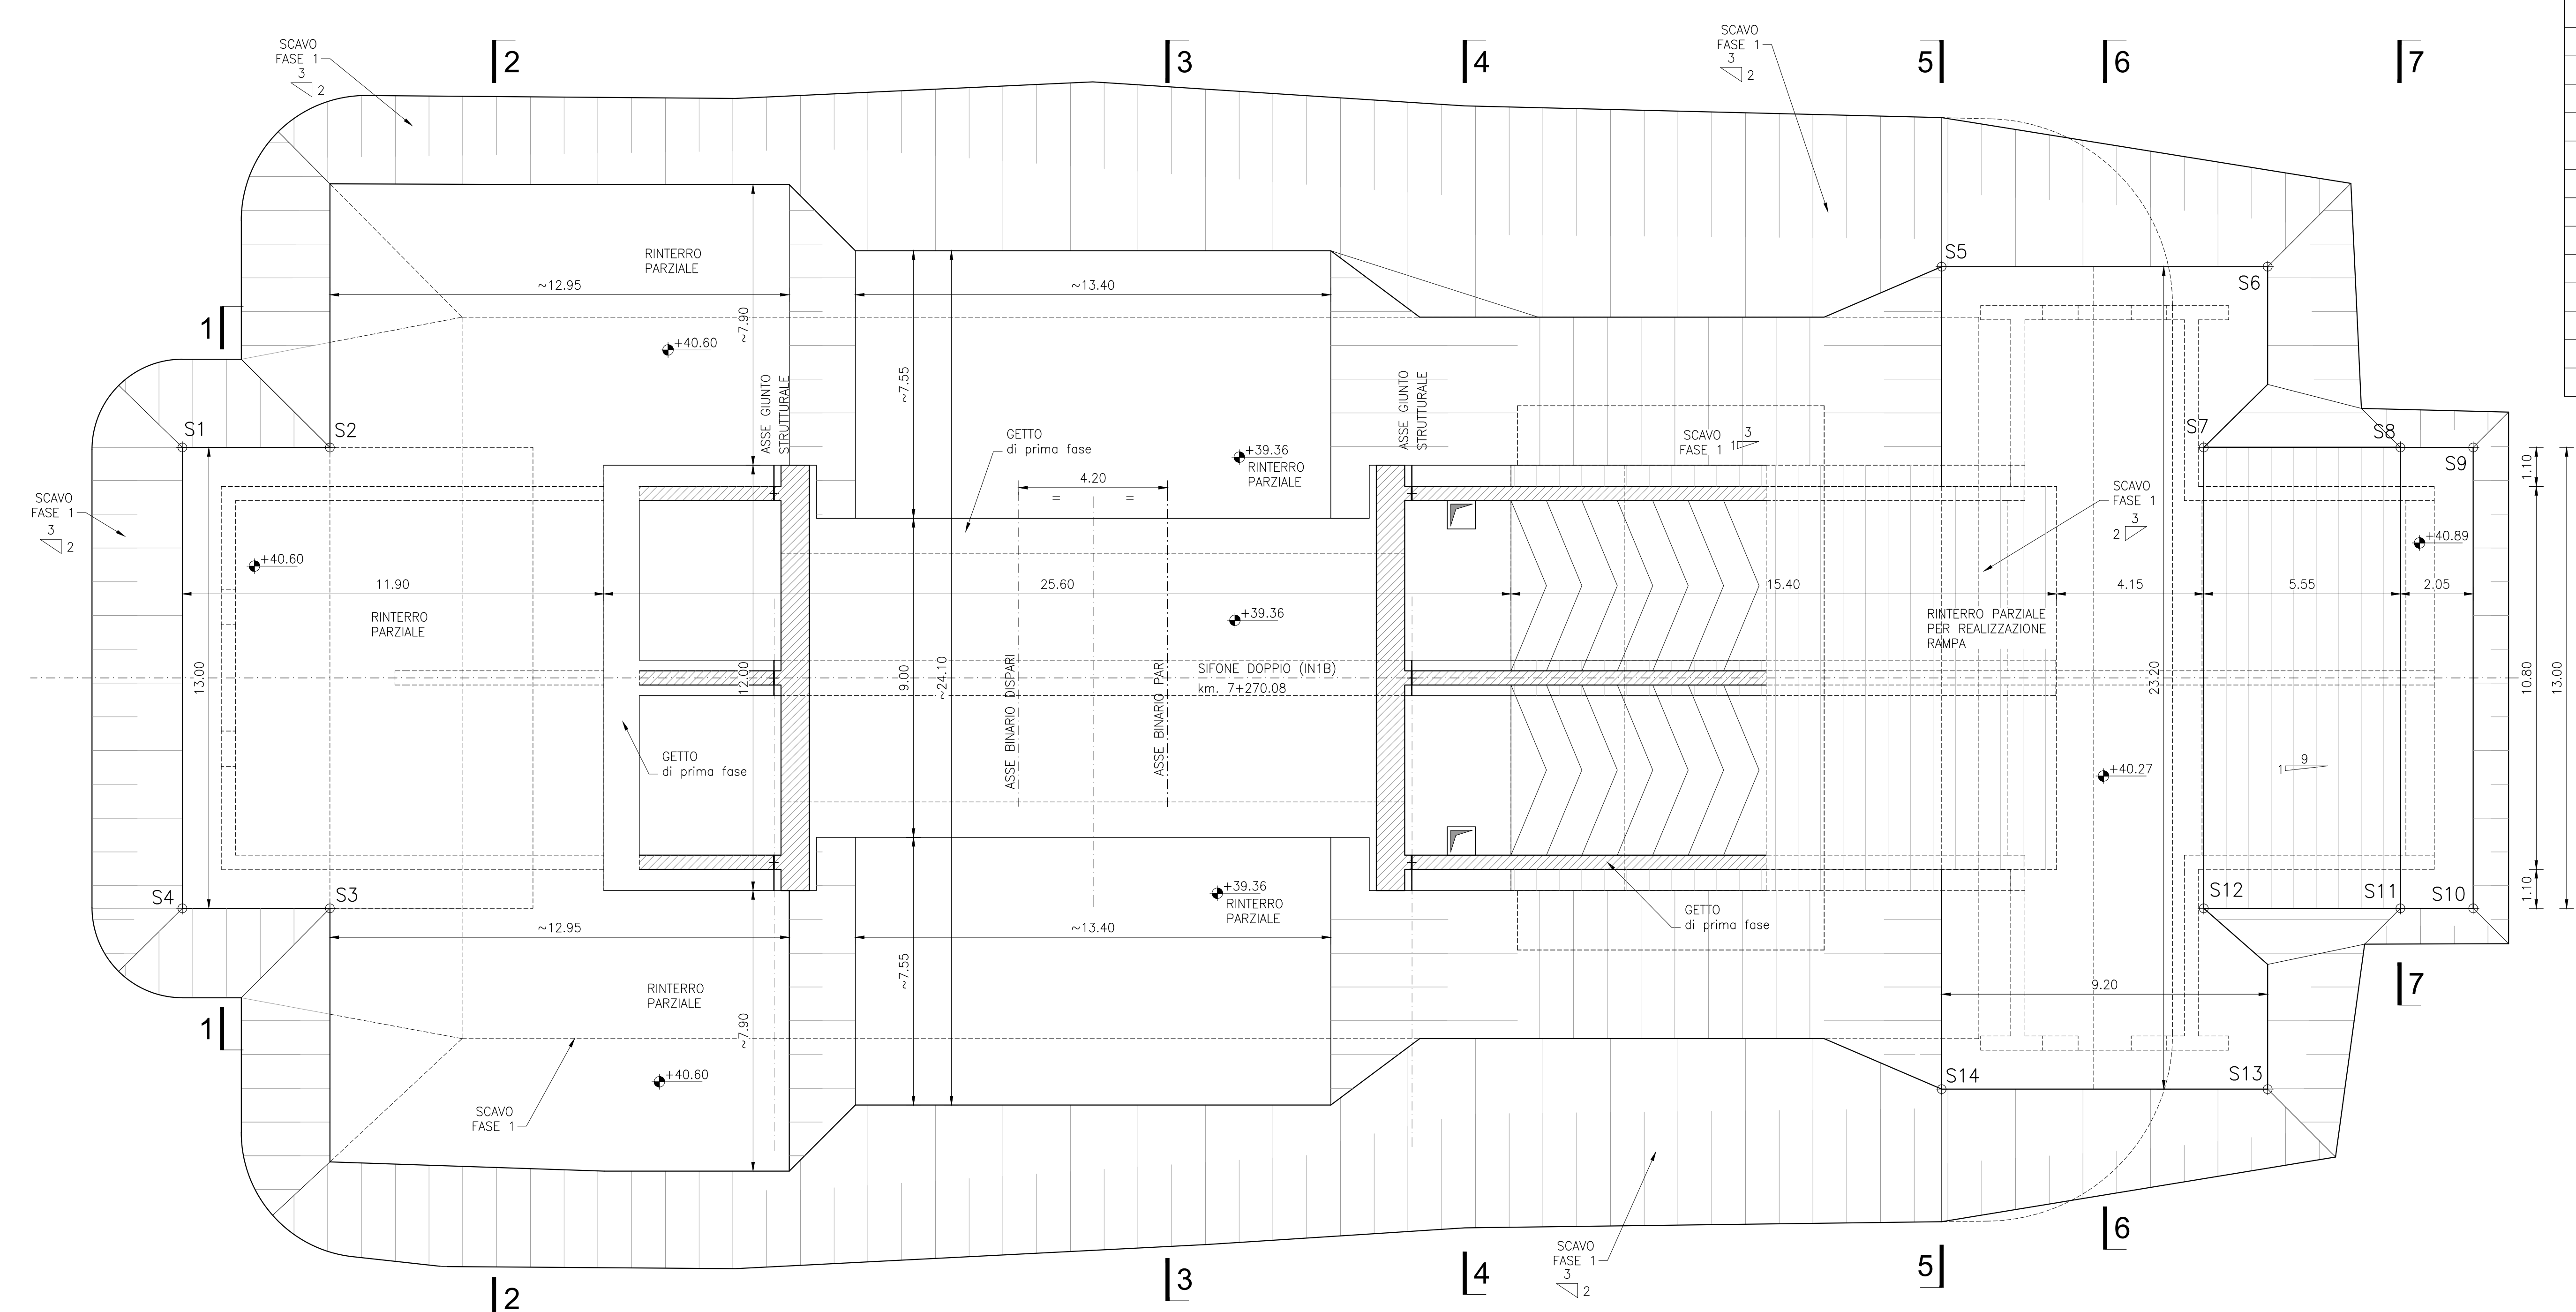 SCAVO
FASE 1
3
2
2
3
SCAVO
FASE 1
3
2
4
5
6
7
RINTERRO
PARZIALE
~12.95
~7.90
~13.40
S5
S6
1
+40.60
ASSE GIUNTO
STRUTTURALE
~7.55
ASSE GIUNTO
STRUTTURALE
S1
S2
GETTO
di prima fase
+39.36
RINTERRO
PARZIALE
SCAVO
FASE 1
3
1
S7
S8
S9
1.10
4.20
=
=
SCAVO
FASE 1
3
2
SCAVO
FASE 1
3
2
+40.60
+40.89
11.90
25.60
15.40
4.15
5.55
2.05
RINTERRO
PARZIALE
+39.36
RINTERRO PARZIALE
PER REALIZZAZIONE
RAMPA
13.00
12.00
9.00
~24.10
ASSE BINARIO DISPARI
ASSE BINARIO PARI
SIFONE DOPPIO (IN1B)
km. 7+270.08
23.20
10.80
13.00
GETTO
di prima fase
+40.27
9
1
S4
S3
+39.36
RINTERRO
PARZIALE
GETTO
di prima fase
S12
S11
S10
1.10
~12.95
~13.40
~7.55
RINTERRO
PARZIALE
9.20
7
1
~7.90
+40.60
SCAVO
FASE 1
S14
S13
SCAVO
FASE 1
3
2
2
3
4
5
6